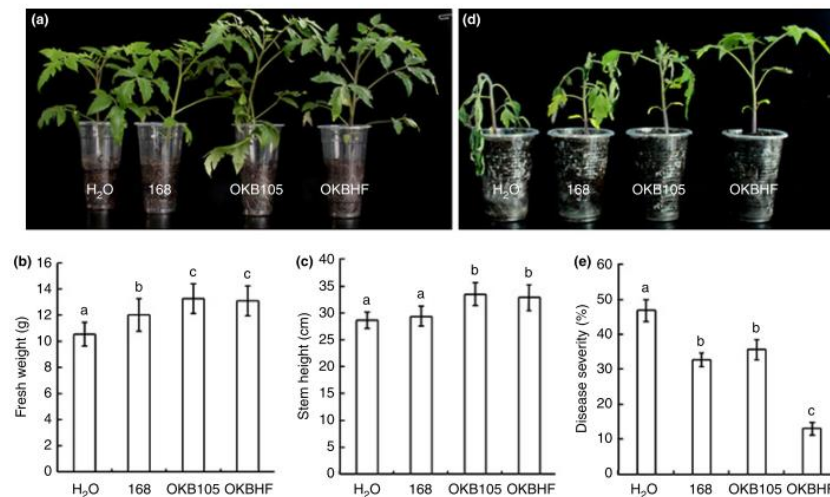 (a)
H₂O 168 OKB105 OKBHF
(d)
H₂O 168 OKB105 OKBHF
(b)
Fresh weight (g)
16
14
12
10
8
6
4
2
0
a b c c
H₂O 168 OKB105 OKBHF
(c)
Stem height (cm)
40
35
30
25
20
15
10
5
0
a a b b
H₂O 168 OKB105 OKBHF
(e)
Disease severity (%)
60
50
40
30
20
10
0
a b b c
H₂O 168 OKB105 OKBHF